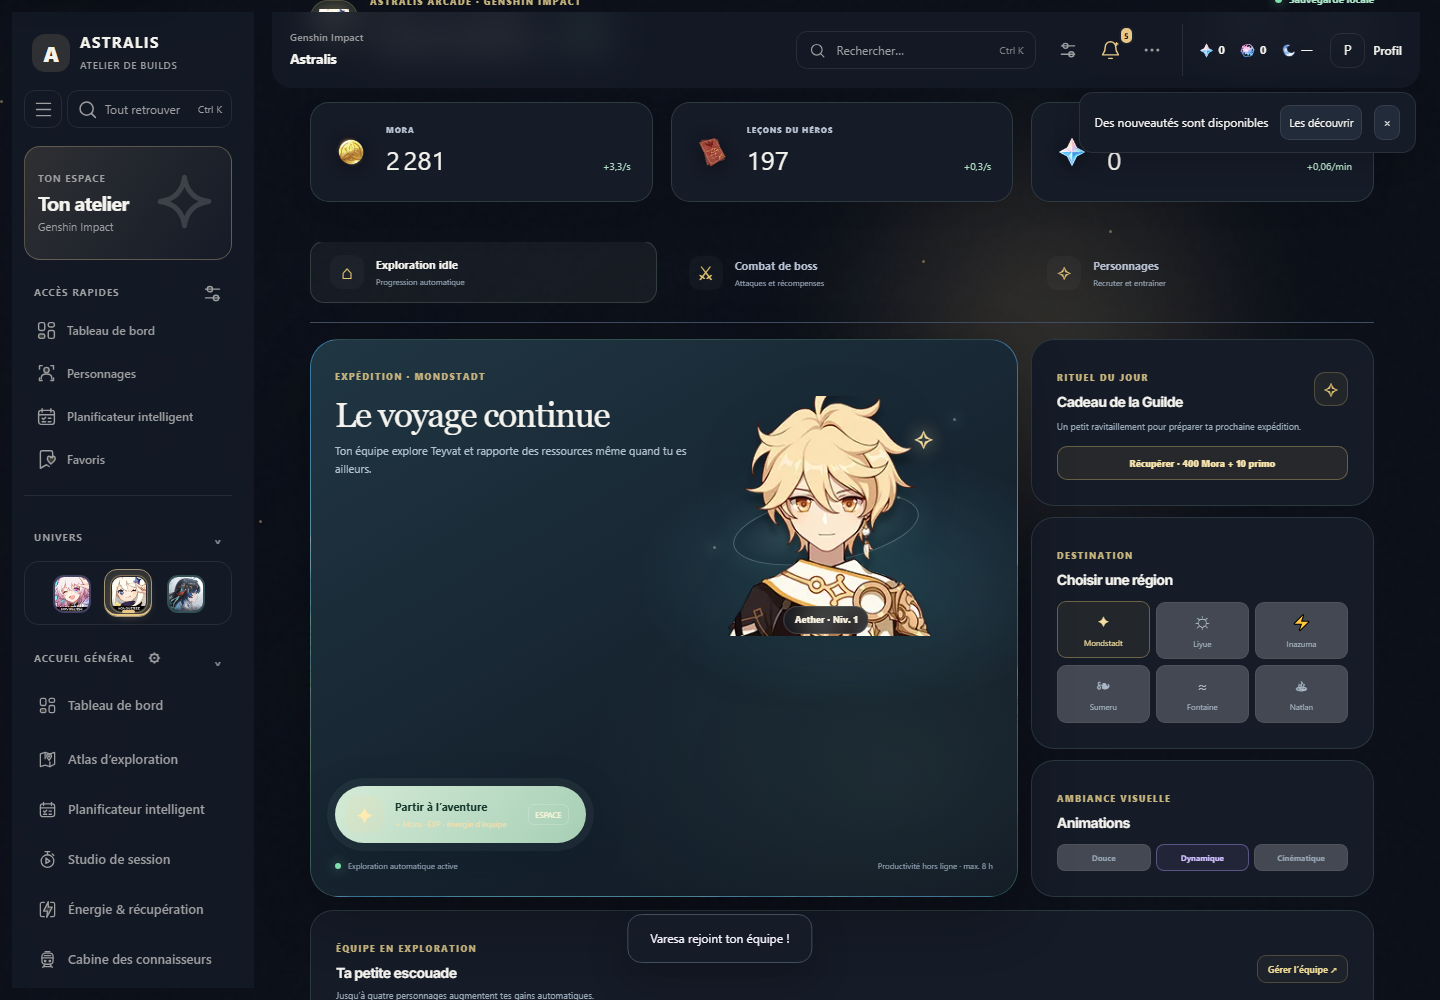 ASTRALIS ARCADE · GENSHIN IMPACT
Sauvegarde locale
A
ASTRALIS
ATELIER DE BUILDS
Tout retrouver
Ctrl K
TON ESPACE
Ton atelier
Genshin Impact
ACCÈS RAPIDES
Tableau de bord
Personnages
Planificateur intelligent
Favoris
UNIVERS
ACCUEIL GÉNÉRAL
Tableau de bord
Atlas d'exploration
Planificateur intelligent
Studio de session
Énergie & récupération
Cabine des connaisseurs
Genshin Impact
Astralis
Rechercher...
Ctrl K
5
0
0
—
P
Profil
Des nouveautés sont disponibles
Les découvrir
×
MORA
2 281
+3,3/s
LEÇONS DU HÉROS
197
+0,3/s
0
+0,06/min
Exploration idle
Progression automatique
Combat de boss
Attaques et récompenses
Personnages
Recruter et entraîner
EXPÉDITION · MONDSTADT
Le voyage continue
Ton équipe explore Teyvat et rapporte des ressources même quand tu es
ailleurs.
Aether · Niv. 1
Partir à l'aventure
+ Mora · EXP · énergie d'équipe
ESPACE
Exploration automatique active
Productivité hors ligne · max. 8 h
RITUEL DU JOUR
Cadeau de la Guilde
Un petit ravitaillement pour préparer ta prochaine expédition.
Récupérer · 400 Mora + 10 primo
DESTINATION
Choisir une région
Mondstadt
Liyue
Inazuma
Sumeru
Fontaine
Natlan
AMBIANCE VISUELLE
Animations
Douce
Dynamique
Cinématique
ÉQUIPE EN EXPLORATION
Ta petite escouade
Jusqu'à quatre personnages augmentent tes gains automatiques.
Varesa rejoint ton équipe !
Gérer l'équipe ↗